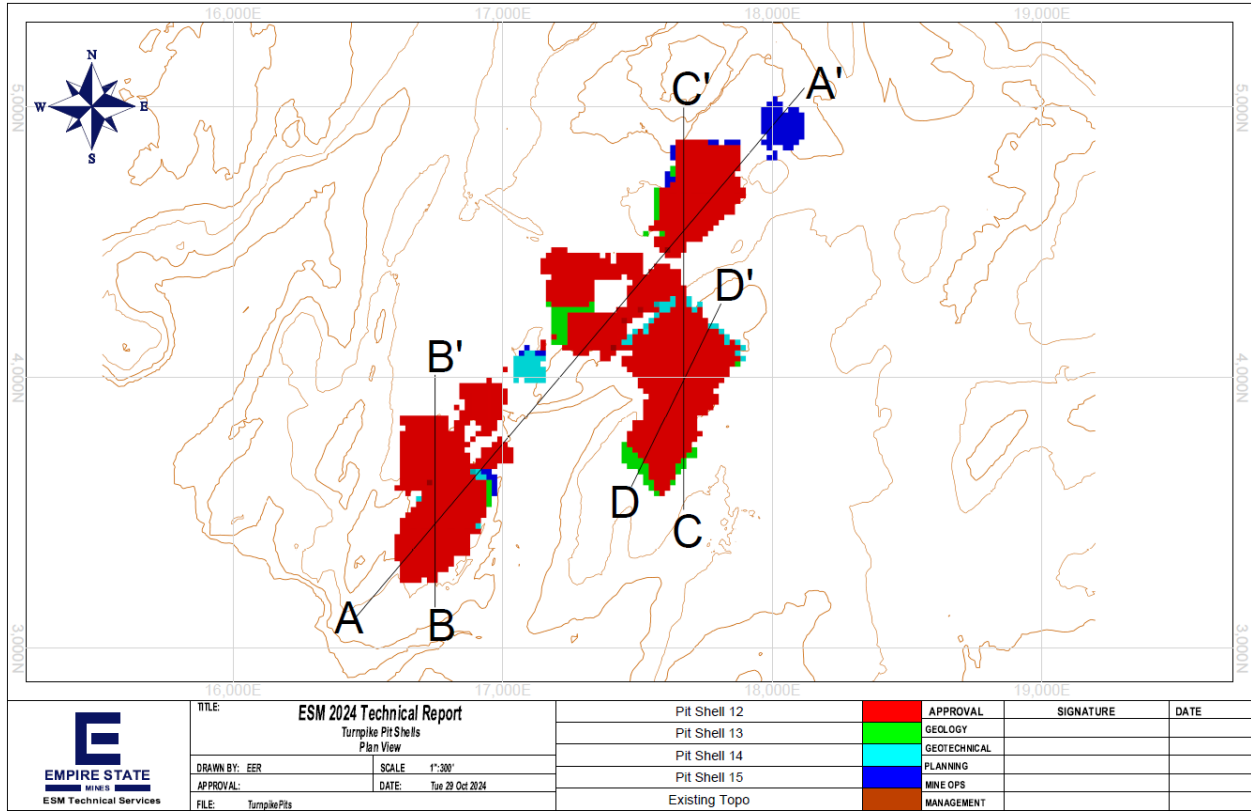 16,000E 17,000E 18,000E 19,000E
N
W E
S
5,000N 5,000N
C' A'
D'
B'
4,000N 4,000N
D C
A B
3,000N 3,000N
16,000E 17,000E 18,000E 19,000E
E
EMPIRE STATE
MINES
ESM Technical Services
TITLE: ESM 2024 Technical Report
Turnpike Pit Shells
Plan View
DRAWN BY: EER SCALE 1":300'
APPROVAL: DATE: Tue 29 Oct 2024
FILE: TurnpikePits
Pit Shell 12
Pit Shell 13
Pit Shell 14
Pit Shell 15
Existing Topo
APPROVAL SIGNATURE DATE
GEOLOGY
GEOTECHNICAL
PLANNING
MINE OPS
MANAGEMENT